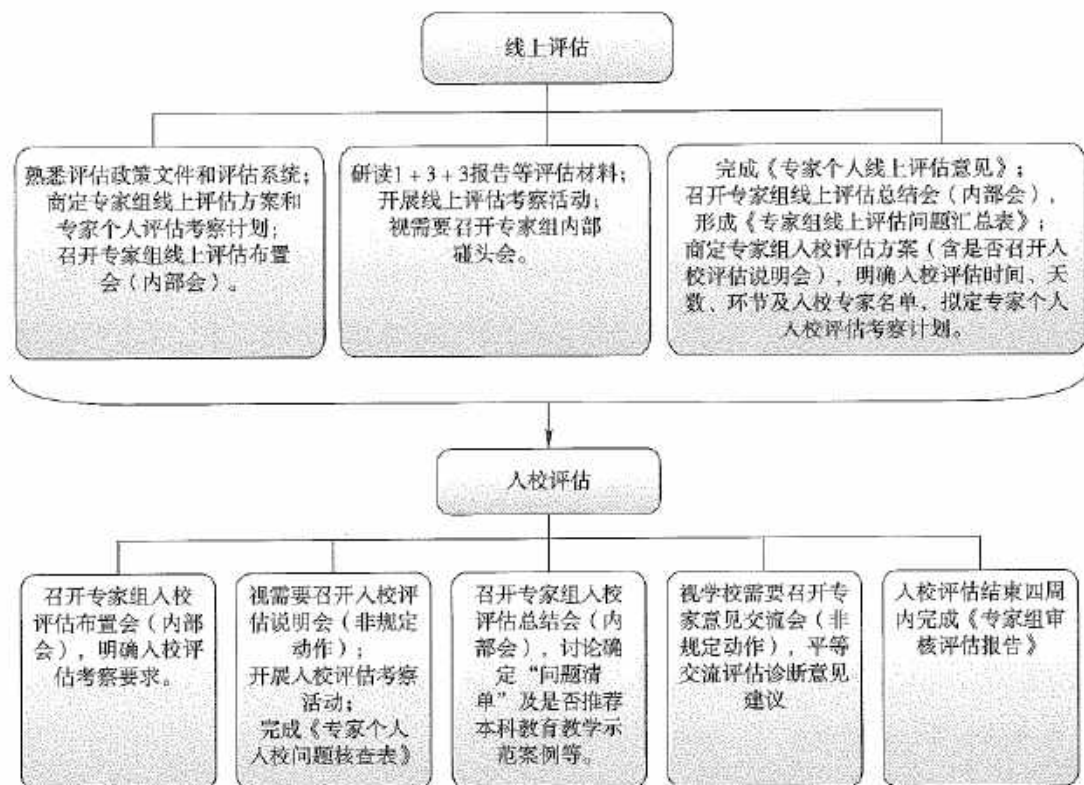 线上评估
熟悉评估政策文件和评估系统；
商定专家组线上评估方案和
专家个人评估考察计划；
召开专家组线上评估布置
会（内部会）。
研读1+3+3报告等评估材料；
开展线上评估考察活动；
视需要召开专家组内部
碰头会。
完成《专家个人线上评估意见》；
召开专家组线上评估总结会（内部会），
形成《专家组线上评估问题汇总表》；
商定专家组入校评估方案（含是否召开入
校评估说明会），明确入校评估时间、天
数、环节及入校专家名单，拟定专家个人
入校评估考察计划。
入校评估
召开专家组入校
评估布置会（内部
会），明确入校评
估考察要求。
视需要召开入校评
估说明会（非规定
动作）；
开展入校评估考察
活动；
完成《专家个人
入校问题核查表》
召开专家组入校
评估总结会（内
部会），讨论确
定“问题清
单”及是否推荐
本科教育教学示
范案例等。
视学校需要召开专
家意见交流会（非
规定动作），平等
交流评估诊断意见
建议
入校评估结束四周
内完成《专家组审
核评估报告》